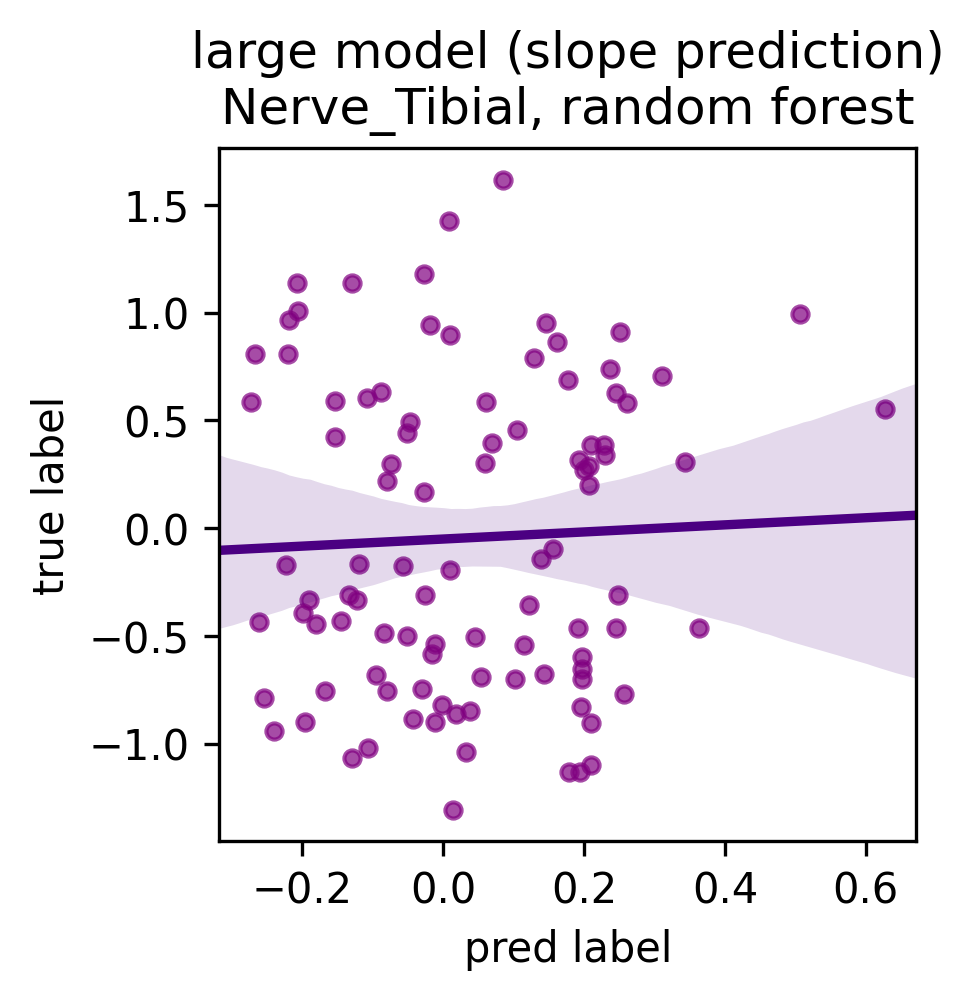 large model (slope prediction)
Nerve_Tibial, random forest
1.5
1.0
0.5
0.0
−0.5
−1.0
true label
−0.2
0.0
0.2
0.4
0.6
pred label